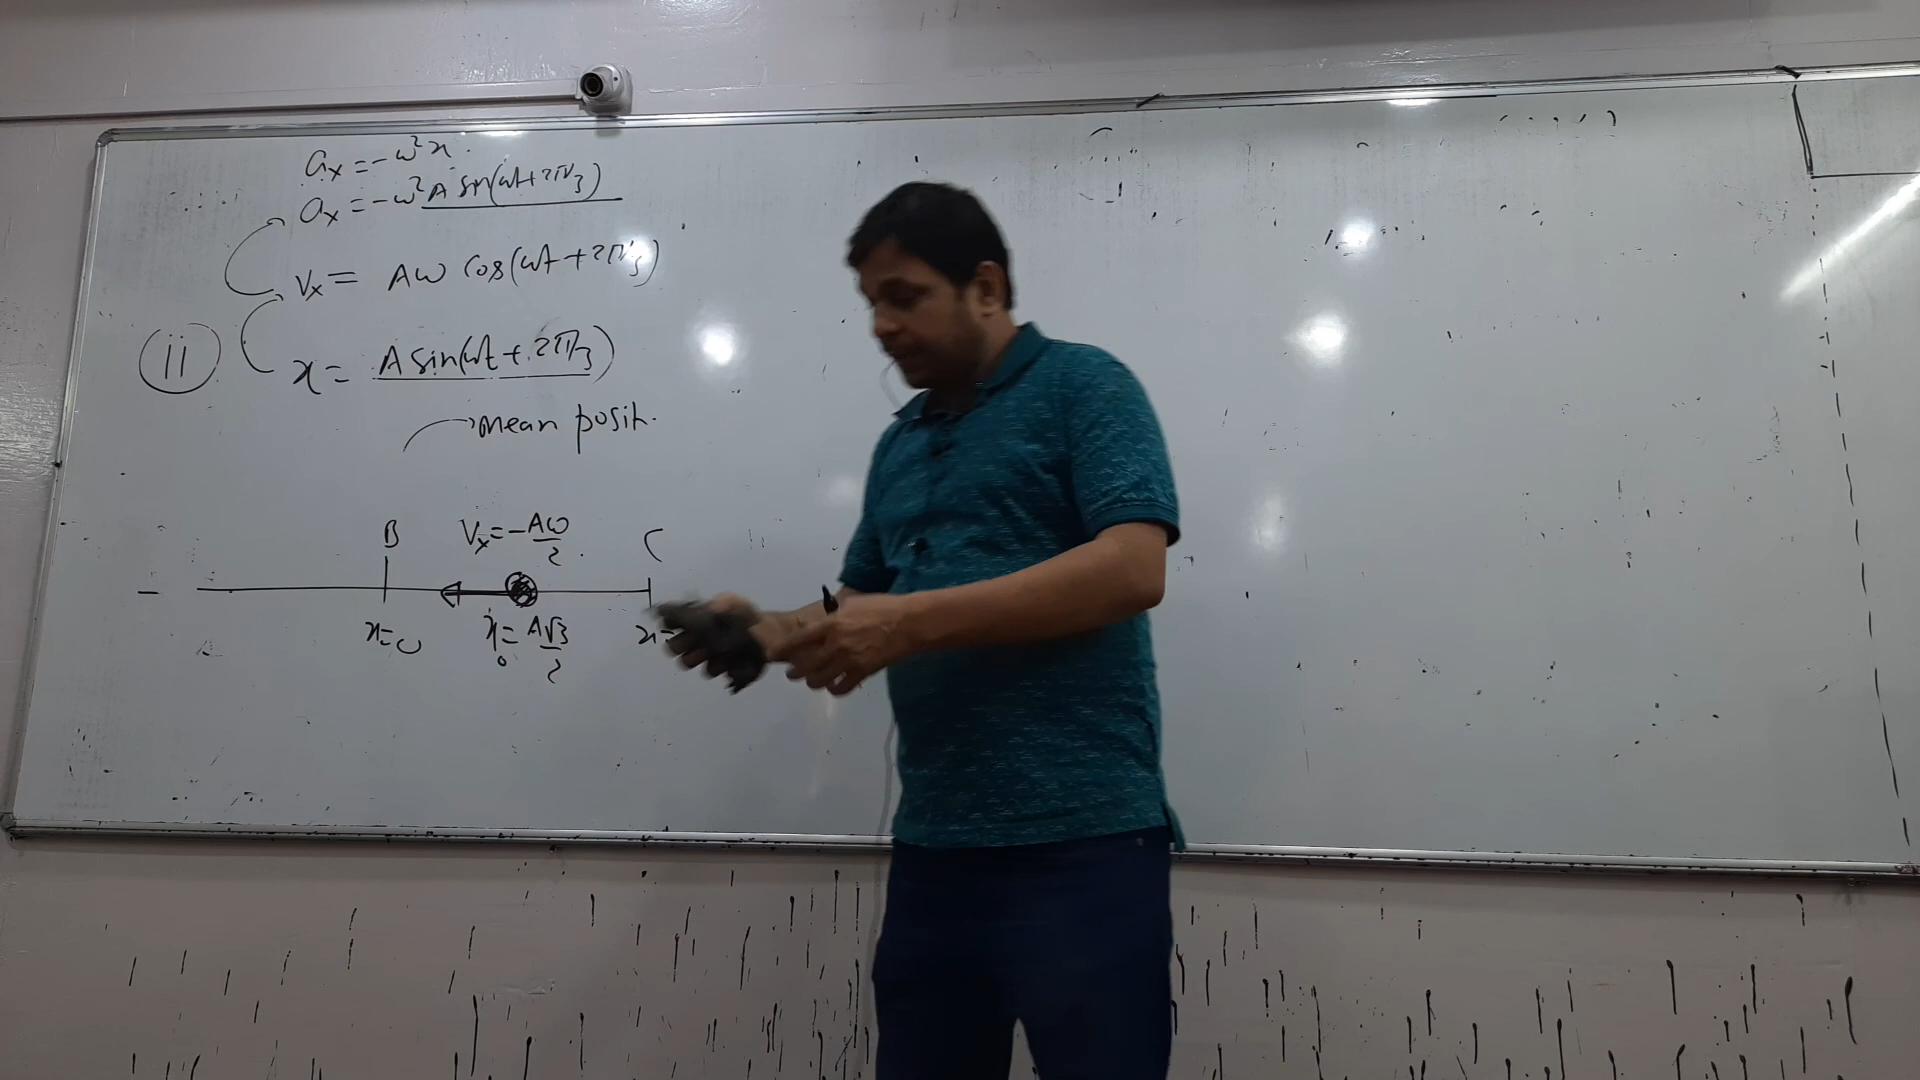 aₓ = -ω²x.
aₓ = -ω²A sin(ωt+2π/3)
Vₓ = Aω Cos(ωt+2π/3)
ii
x = A sin(ωt+2π/3)
mean posit.
B Vₓ = -Aω/2 . C
x=0 x₀ = A√3/2 x=